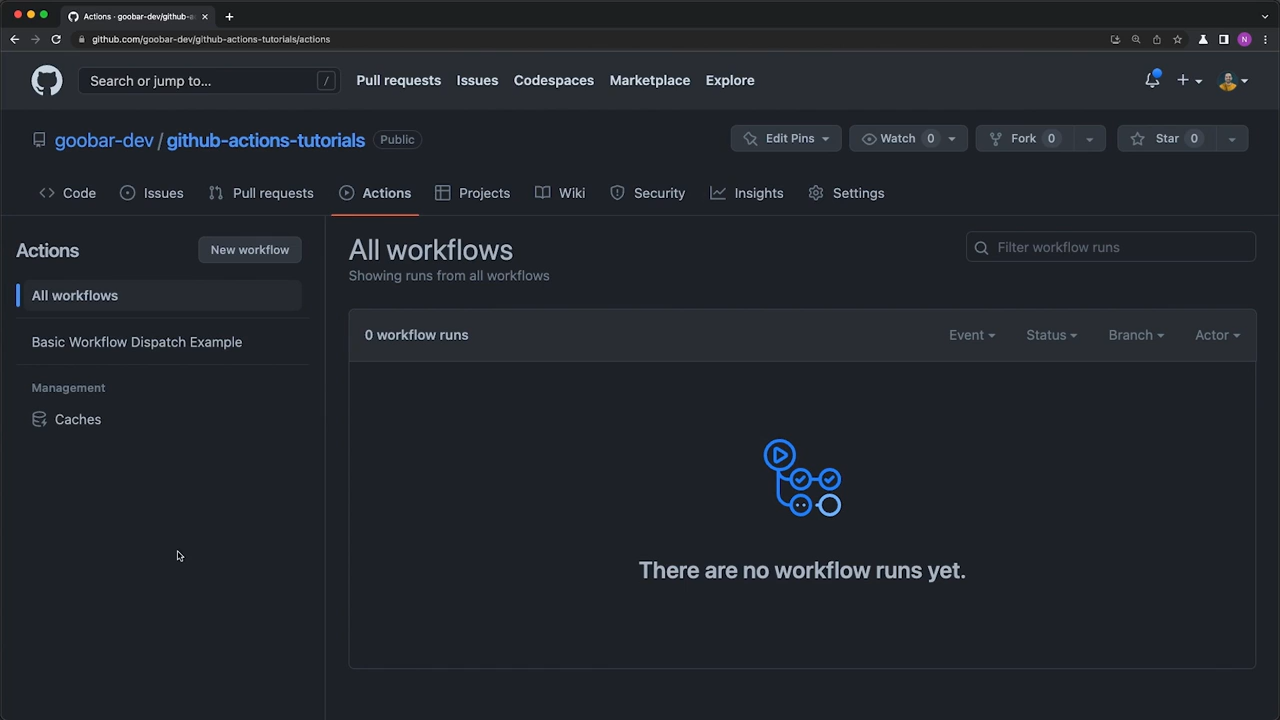 Actions · goobar-dev/github-a
github.com/goobar-dev/github-actions-tutorials/actions
N
Search or jump to... /
Pull requests Issues Codespaces Marketplace Explore
goobar-dev / github-actions-tutorials Public
Edit Pins Watch 0 Fork 0 Star 0
Code Issues Pull requests Actions Projects Wiki Security Insights Settings
Actions New workflow
All workflows
Basic Workflow Dispatch Example
Management
Caches
All workflows
Showing runs from all workflows
Filter workflow runs
0 workflow runs Event Status Branch Actor
There are no workflow runs yet.